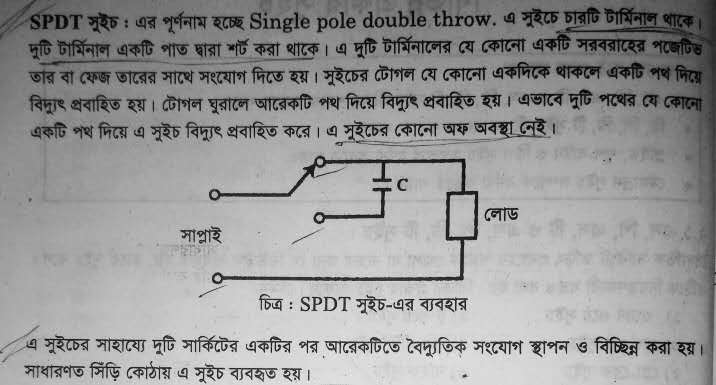 SPDT সুইচ : এর পূর্ণনাম হচ্ছে Single pole double throw. এ সুইচে চারটি টার্মিনাল থাকে।
দুটি টার্মিনাল একটি পাত দ্বারা শর্ট করা থাকে। এ দুটি টার্মিনালের যে কোনো একটি সরবরাহের পজেটিভ
তার বা ফেজ তারের সাথে সংযোগ দিতে হয়। সুইচের টোগল যে কোনো একদিকে থাকলে একটি পথ দিয়ে
বিদ্যুৎ প্রবাহিত হয়। টোগল ঘুরালে আরেকটি পথ দিয়ে বিদ্যুৎ প্রবাহিত হয়। এভাবে দুটি পথের যে কোনো
একটি পথ দিয়ে এ সুইচ বিদ্যুৎ প্রবাহিত করে। এ সুইচের কোনো অফ অবস্থা নেই।
C
লোড
সাপ্লাই
চিত্র : SPDT সুইচ-এর ব্যবহার
এ সুইচের সাহায্যে দুটি সার্কিটের একটির পর আরেকটিতে বৈদ্যুতিক সংযোগ স্থাপন ও বিচ্ছিন্ন করা হয়।
সাধারণত সিঁড়ি কোঠায় এ সুইচ ব্যবহৃত হয়।